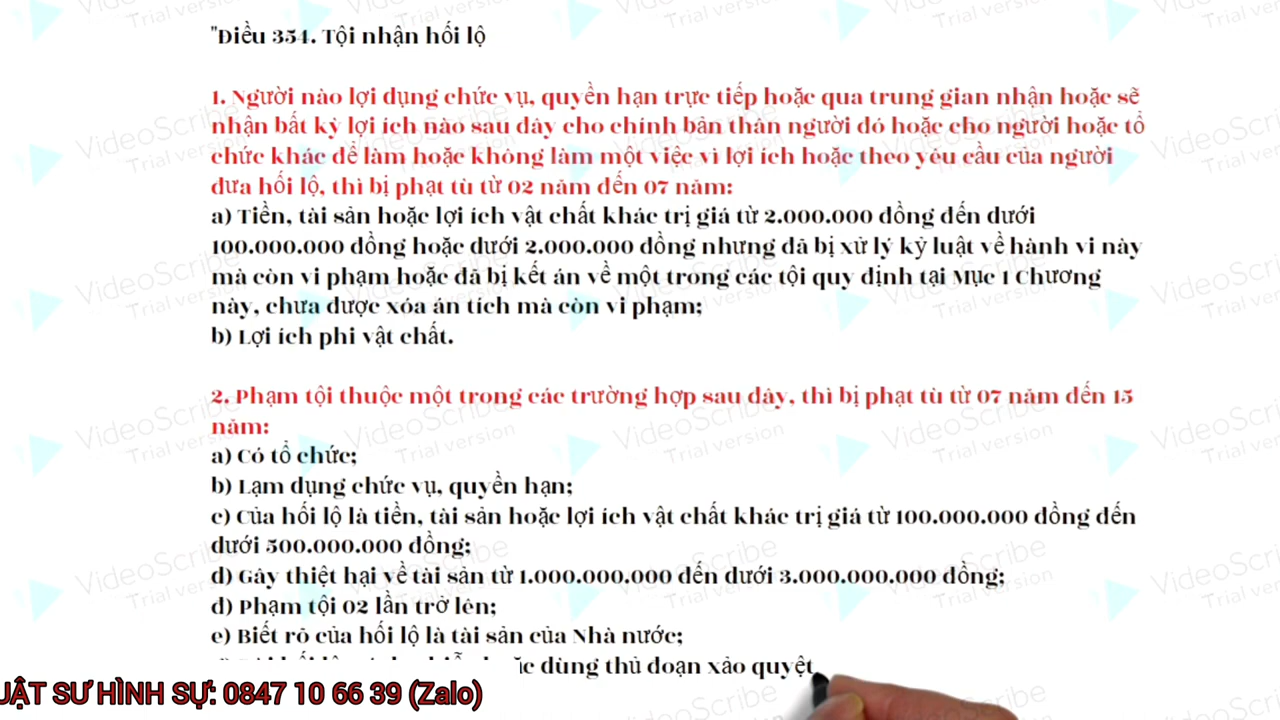 "Điều 354. Tội nhận hối lộ
1. Người nào lợi dụng chức vụ, quyền hạn trực tiếp hoặc qua trung gian nhận hoặc sẽ
nhận bất kỳ lợi ích nào sau đây cho chính bản thân người đó hoặc cho người hoặc tổ
chức khác để làm hoặc không làm một việc vì lợi ích hoặc theo yêu cầu của người
đưa hối lộ, thì bị phạt tù từ 02 năm đến 07 năm:
a) Tiền, tài sản hoặc lợi ích vật chất khác trị giá từ 2.000.000 đồng đến dưới
100.000.000 đồng hoặc dưới 2.000.000 đồng nhưng đã bị xử lý kỷ luật về hành vi này
mà còn vi phạm hoặc đã bị kết án về một trong các tội quy định tại Mục 1 Chương
này, chưa được xóa án tích mà còn vi phạm;
b) Lợi ích phi vật chất.
2. Phạm tội thuộc một trong các trường hợp sau đây, thì bị phạt tù từ 07 năm đến 15
năm:
a) Có tổ chức;
b) Lạm dụng chức vụ, quyền hạn;
c) Của hối lộ là tiền, tài sản hoặc lợi ích vật chất khác trị giá từ 100.000.000 đồng đến
dưới 500.000.000 đồng;
d) Gây thiệt hại về tài sản từ 1.000.000.000 đến dưới 3.000.000.000 đồng;
đ) Phạm tội 02 lần trở lên;
e) Biết rõ của hối lộ là tài sản của Nhà nước;
dùng thủ đoạn xảo quyệt
UẬT SƯ HÌNH SỰ: 0847 10 66 39 (Zalo)
VideoScribe
Trial version